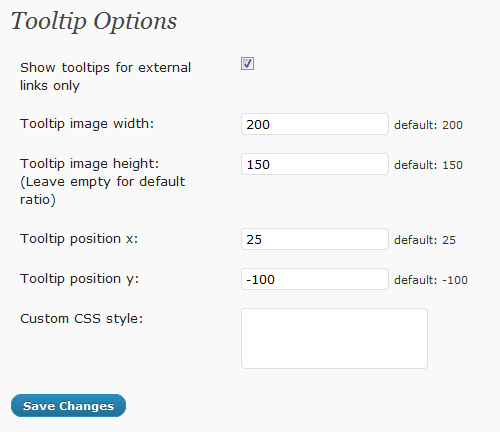 Tooltip Options
Show tooltips for external
links only
Tooltip image width: 200 default: 200
Tooltip image height: 150 default: 150
(Leave empty for default
ratio)
Tooltip position x: 25 default: 25
Tooltip position y: -100 default: -100
Custom CSS style:
Save Changes